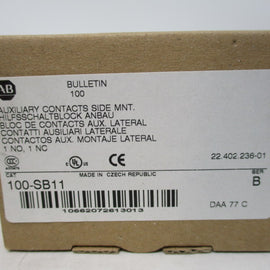 AB
BULLETIN
100
AUXILIARY CONTACTS SIDE MNT.
HILFSSCHALTBLOCK ANBAU
BLOC DE CONTACTS AUX. LATERAL
CONTATTI AUSILIARI LATERALE
CONTACTOS AUX. MONTAJE LATERAL
1 NO, 1 NC
22.402.236-01
CAT
MADE IN CZECH REPUBLIC
SER
100-SB11
B
10662072613013
DAA 77 C